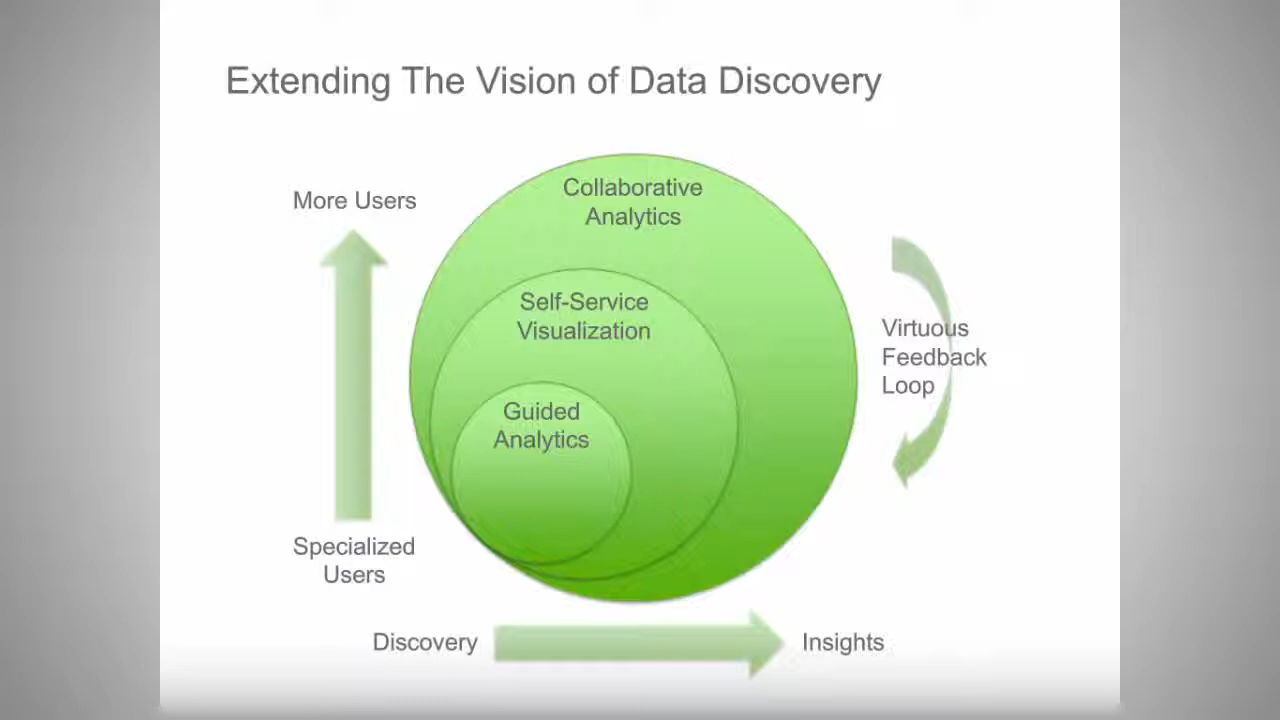 Extending The Vision of Data Discovery
More Users
Collaborative
Analytics
Self-Service
Visualization
Guided
Analytics
Virtuous
Feedback
Loop
Specialized
Users
Discovery
Insights